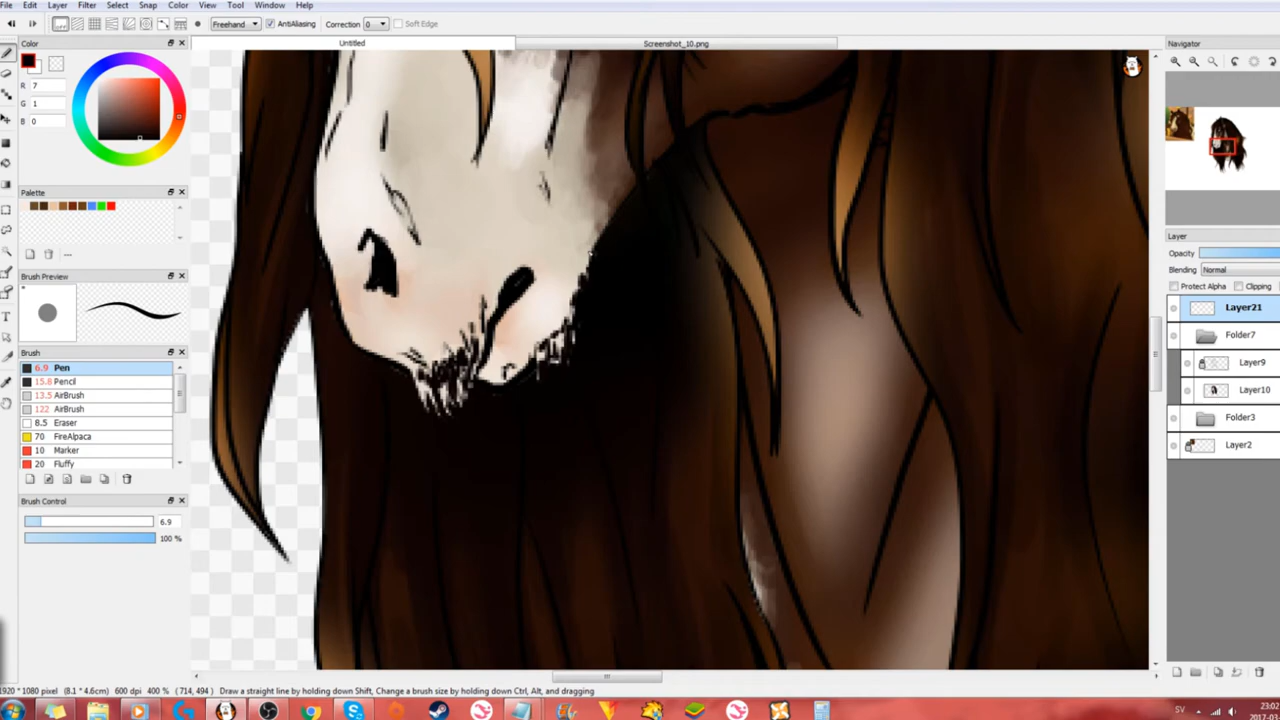 File Edit Layer Filter Select Snap Color View Tool Window Help
OFF Freehand AntiAliasing Correction 0 Soft Edge
Color
Untitled
Screenshot_10.png
Navigator
R 7
G 1
B 0
Palette
Layer
Opacity
Blending Normal
Protect Alpha Clipping
Brush Preview
Layer21
Folder7
Layer9
Layer10
Folder3
Layer2
Brush
6.9 Pen
15.8 Pencil
13.5 AirBrush
122 AirBrush
8.5 Eraser
70 FireAlpaca
10 Marker
20 Fluffy
Brush Control
6.9
100 %
1920 * 1080 pixel (8.1 * 4.6cm) 600 dpi 400 % ( 714, 494 ) Draw a straight line by holding down Shift, Change a brush size by holding down Ctrl, Alt, and dragging
SV
23:02